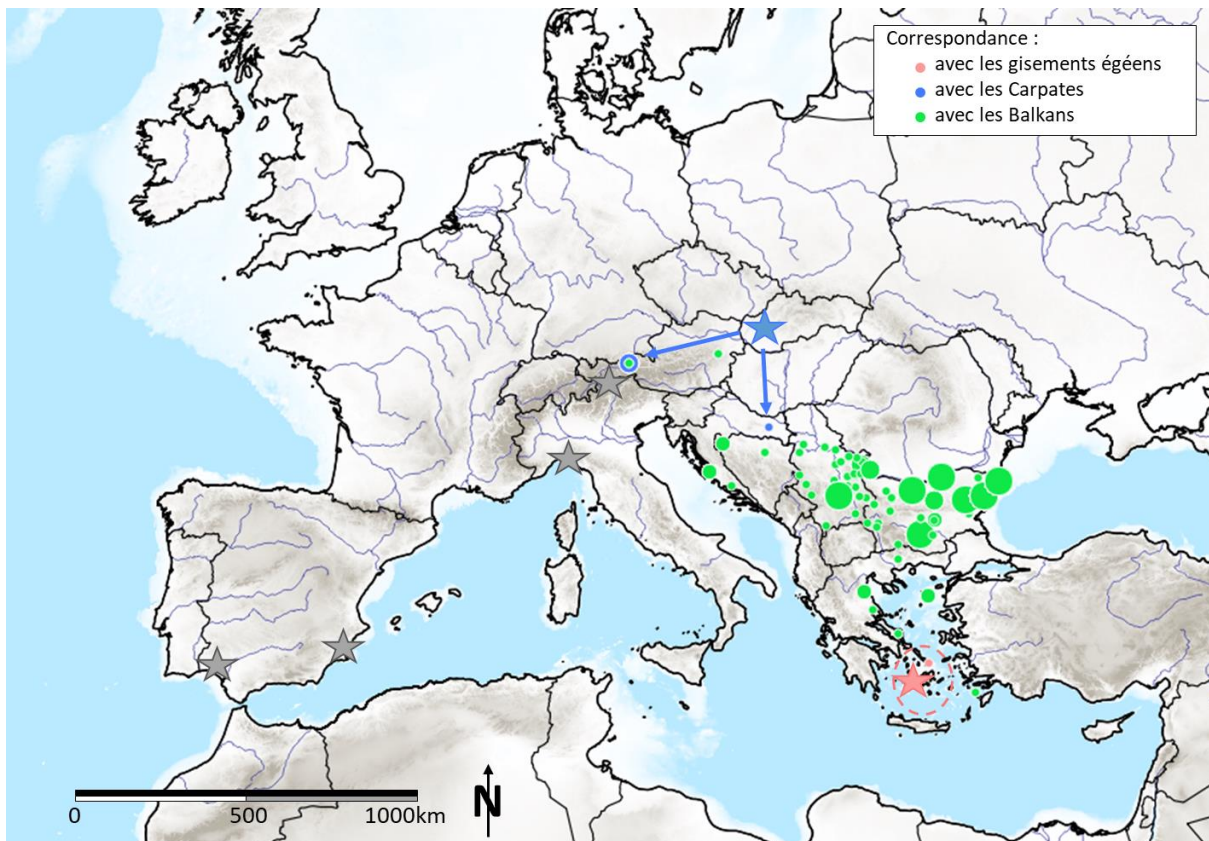 Correspondance :
avec les gisements égéens
avec les Carpates
avec les Balkans
0
500
1000km
N